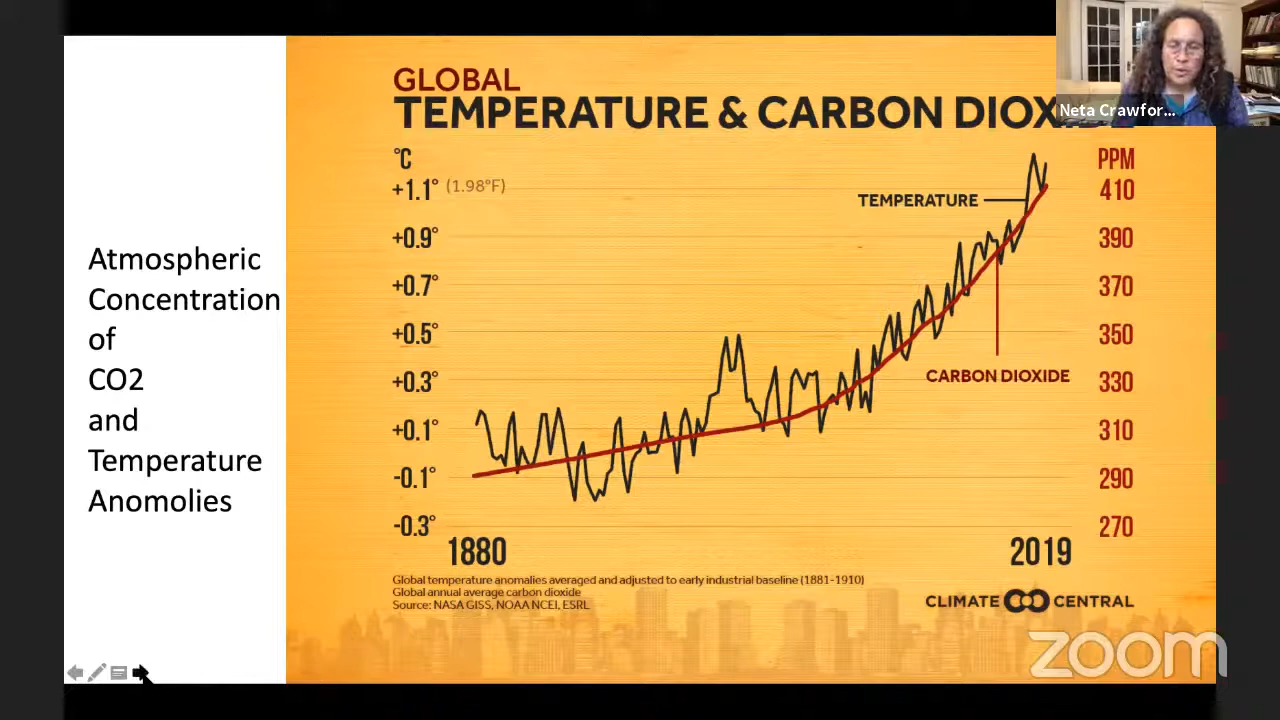 Atmospheric
Concentration
of
CO2
and
Temperature
Anomolies
GLOBAL
TEMPERATURE & CARBON DIOX
°C
+1.1° (1.98°F)
+0.9°
+0.7°
+0.5°
+0.3°
+0.1°
-0.1°
-0.3°
TEMPERATURE
CARBON DIOXIDE
PPM
410
390
370
350
330
310
290
270
1880
2019
Global temperature anomalies averaged and adjusted to early industrial baseline (1881-1910)
Global annual average carbon dioxide
Source: NASA GISS, NOAA NCEI, ESRL
CLIMATE CENTRAL
Neta Crawfor...
zoom